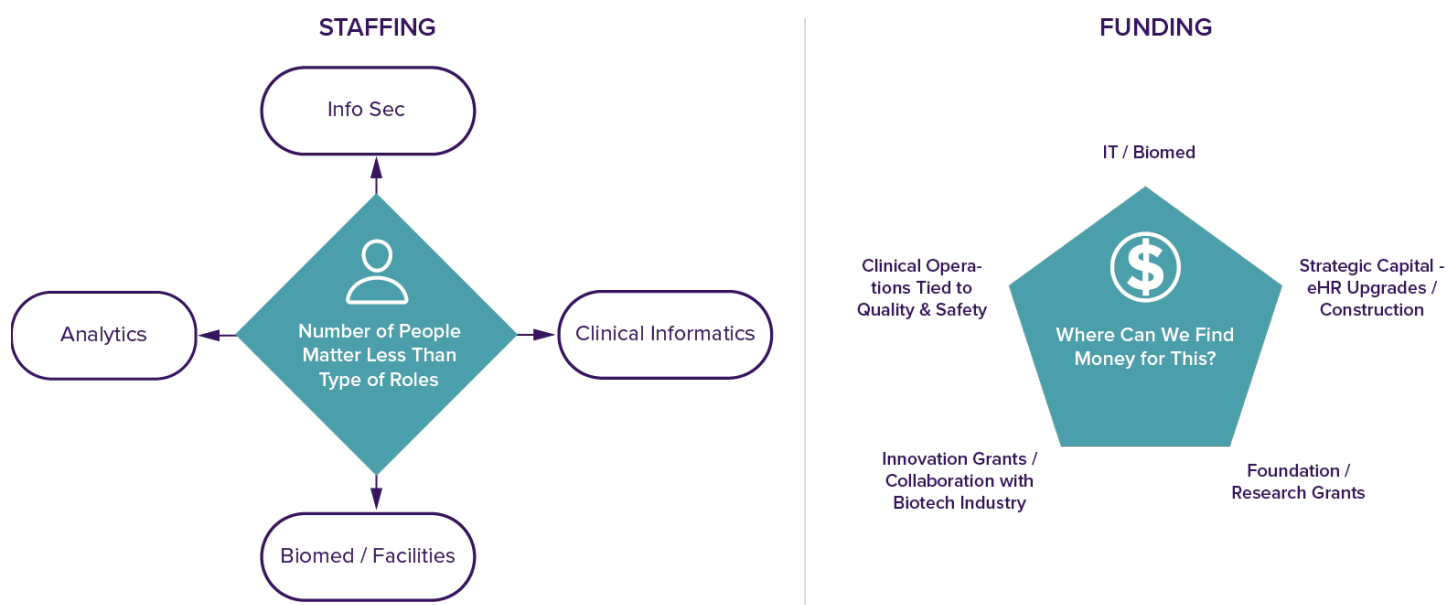 STAFFING
Info Sec
Analytics
Number of People
Matter Less Than
Type of Roles
Clinical Informatics
Biomed / Facilities
FUNDING
IT / Biomed
Clinical Opera-
tions Tied to
Quality & Safety
$
Where Can We Find
Money for This?
Strategic Capital -
eHR Upgrades /
Construction
Innovation Grants /
Collaboration with
Biotech Industry
Foundation /
Research Grants